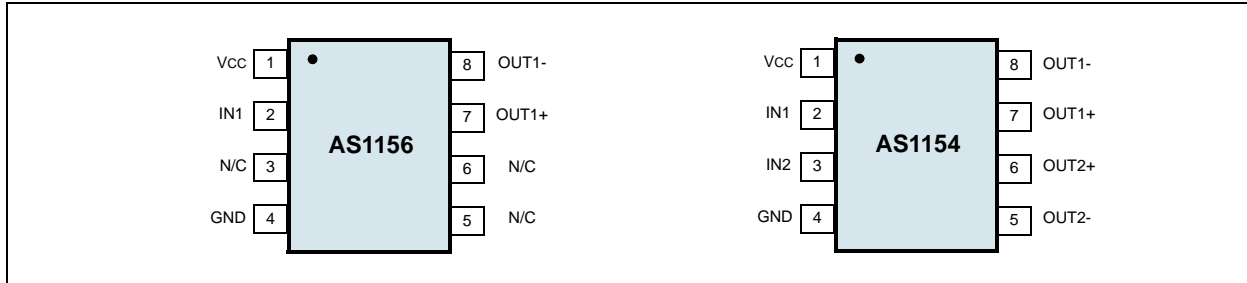 VCC 1 8 OUT1-
IN1 2 7 OUT1+
AS1156
N/C 3 6 N/C
GND 4 5 N/C
VCC 1 8 OUT1-
IN1 2 7 OUT1+
AS1154
IN2 3 6 OUT2+
GND 4 5 OUT2-